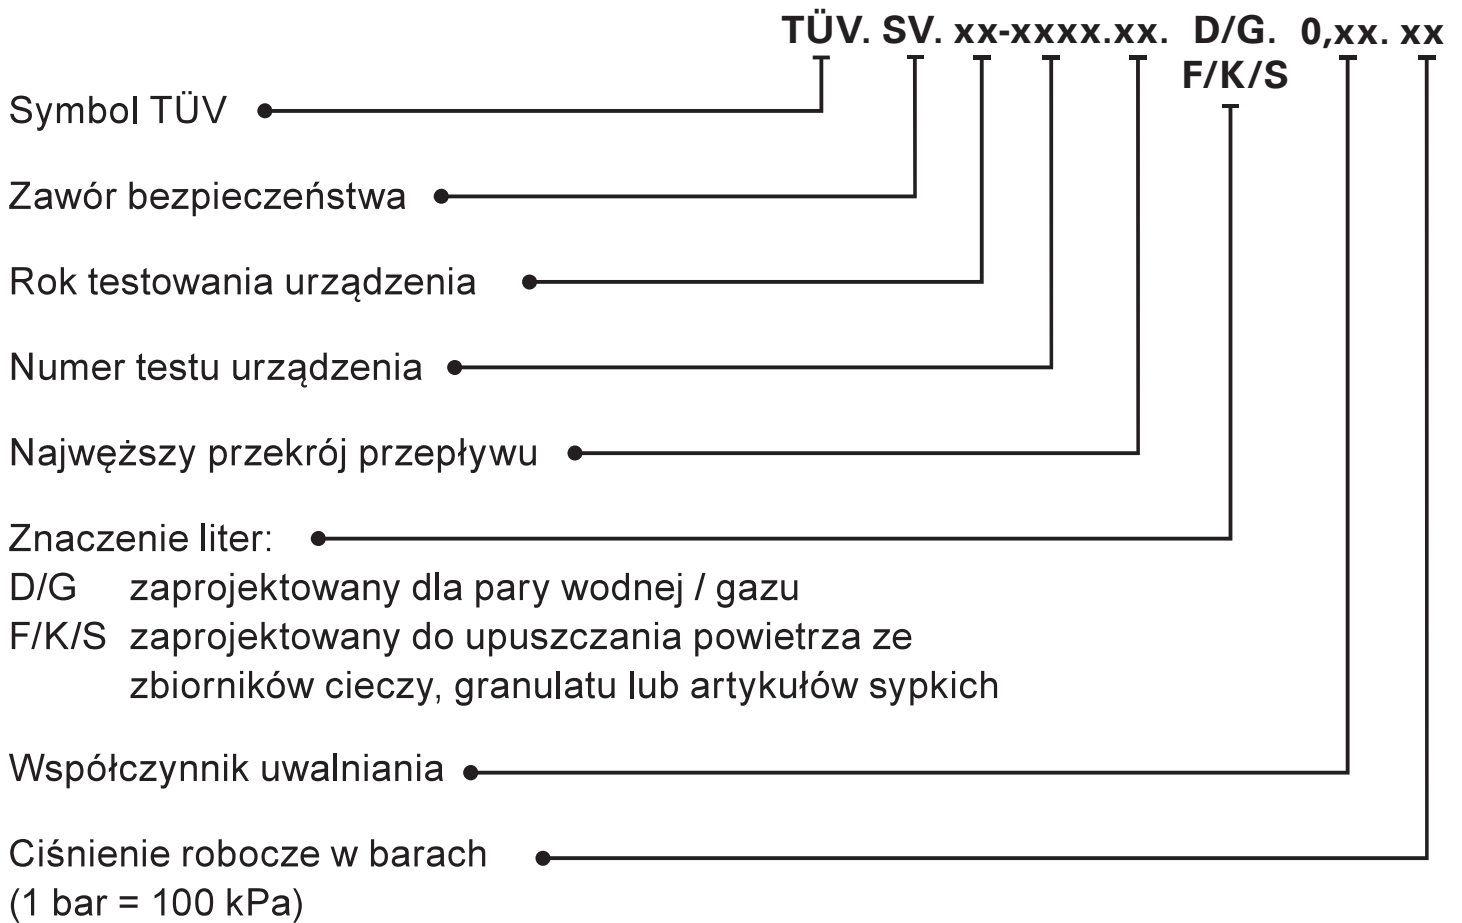 TÜV. SV. xx-xxxx.xx. D/G. 0,xx. xx
F/K/S
Symbol TÜV
Zawór bezpieczeństwa
Rok testowania urządzenia
Numer testu urządzenia
Najwęższy przekrój przepływu
Znaczenie liter:
D/G zaprojektowany dla pary wodnej / gazu
F/K/S zaprojektowany do upuszczania powietrza ze
zbiorników cieczy, granulatu lub artykułów sypkich
Współczynnik uwalniania
Ciśnienie robocze w barach
(1 bar = 100 kPa)